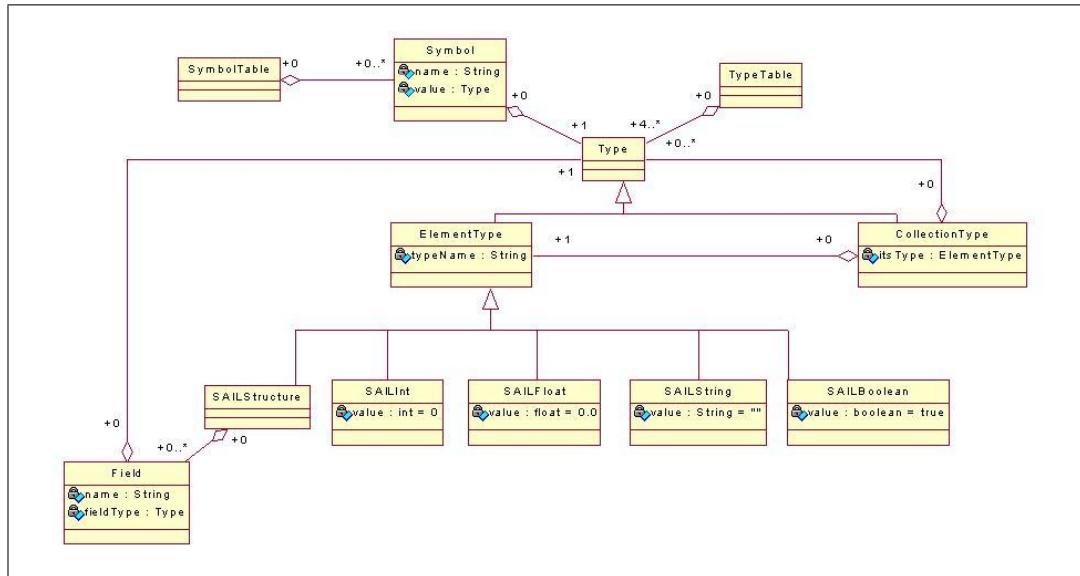 Symbol
name : String
value : Type
SymbolTable
+0
+0..*
TypeTable
+0
+1
+0
+4..*
Type
+0..*
+1
+0
ElementType
typeName : String
+1
+0
CollectionType
itsType : ElementType
SAILStructure
SAILInt
value : int = 0
SAILFloat
value : float = 0.0
SAILString
value : String = ""
SAILBoolean
value : boolean = true
+0
+0..*
+0
Field
name : String
fieldType : Type